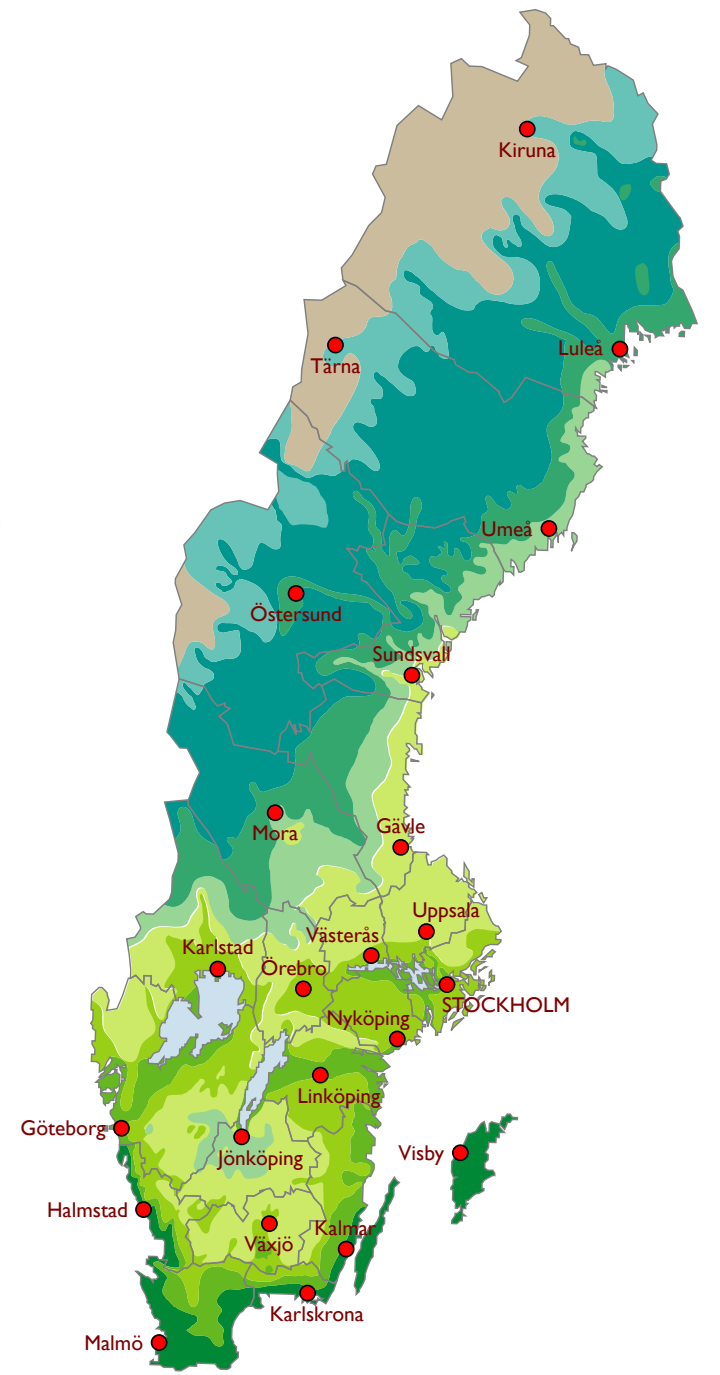 Kiruna
Luleå
Tärna
Umeå
Östersund
Sundsvall
Mora
Gävle
Uppsala
Västerås
Karlstad
Örebro
STOCKHOLM
Nyköping
Linköping
Göteborg
Visby
Jönköping
Halmstad
Kalmar
Växjö
Karlskrona
Malmö